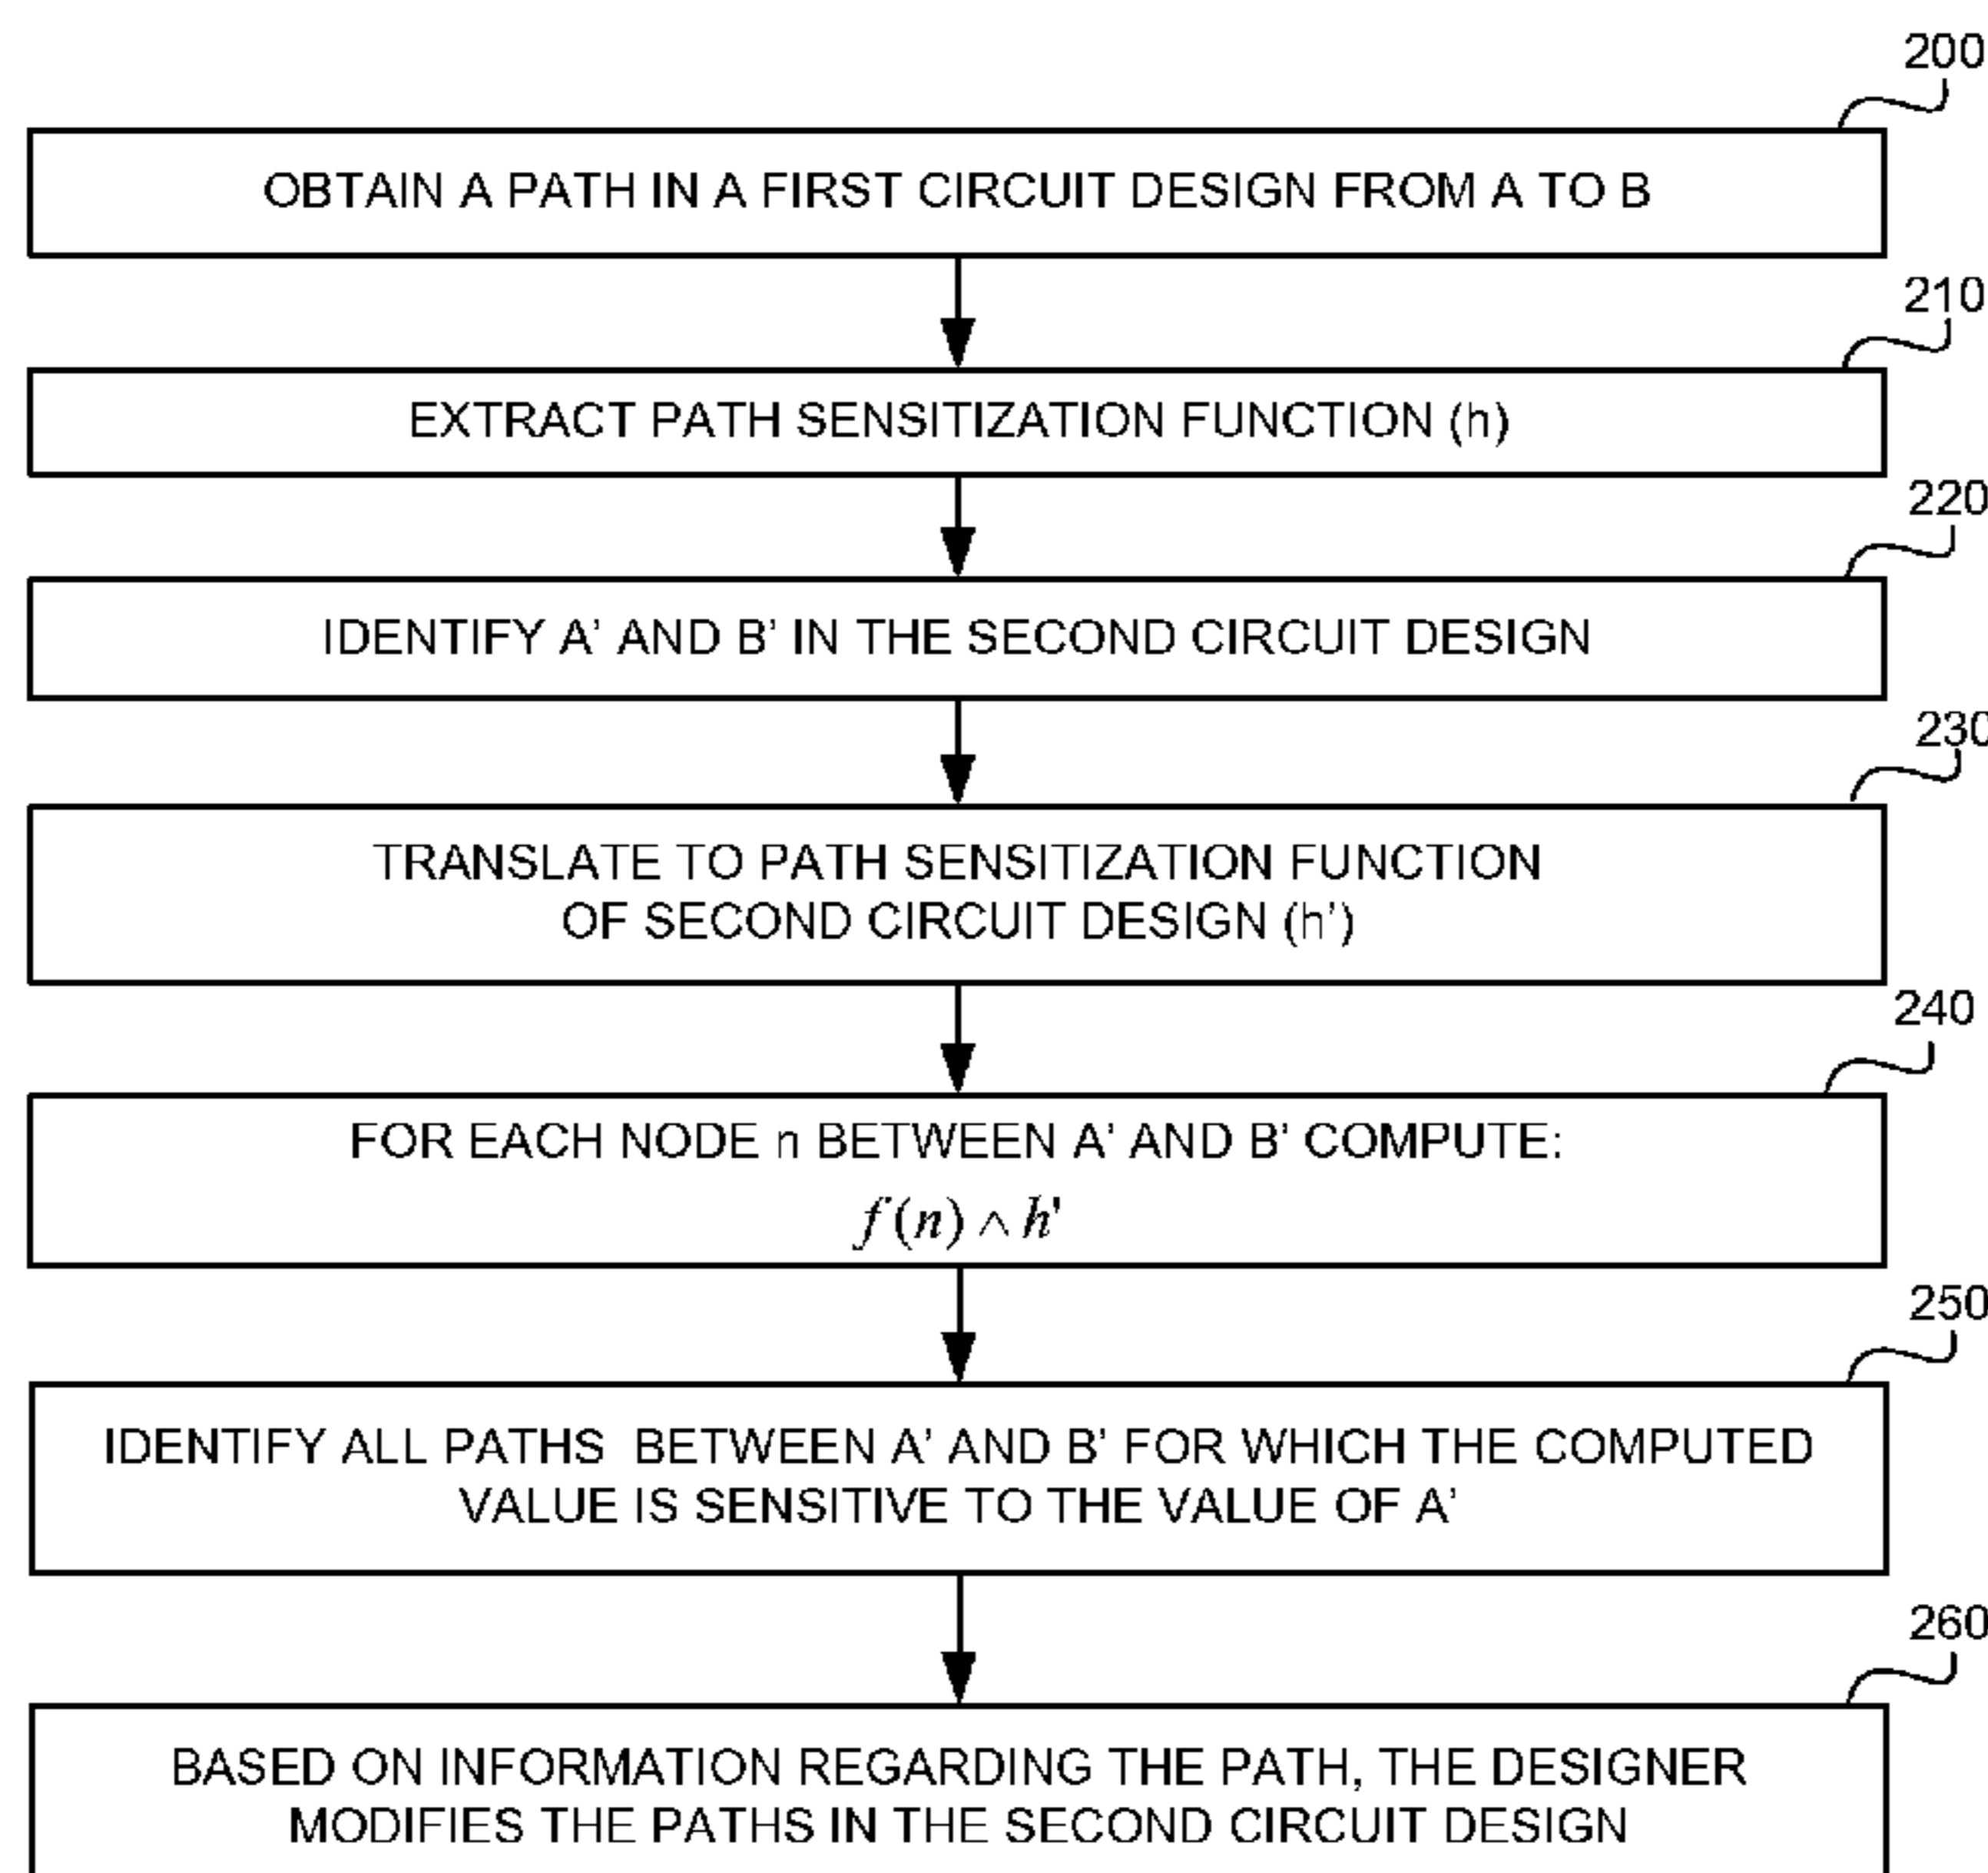 200
OBTAIN A PATH IN A FIRST CIRCUIT DESIGN FROM A TO B
210
EXTRACT PATH SENSITIZATION FUNCTION (h)
220
IDENTIFY A’ AND B’ IN THE SECOND CIRCUIT DESIGN
230
TRANSLATE TO PATH SENSITIZATION FUNCTION
OF SECOND CIRCUIT DESIGN (h’)
240
FOR EACH NODE n BETWEEN A’ AND B’ COMPUTE:
f(n) ∧ h'
250
IDENTIFY ALL PATHS BETWEEN A’ AND B’ FOR WHICH THE COMPUTED
VALUE IS SENSITIVE TO THE VALUE OF A’
260
BASED ON INFORMATION REGARDING THE PATH, THE DESIGNER
MODIFIES THE PATHS IN THE SECOND CIRCUIT DESIGN